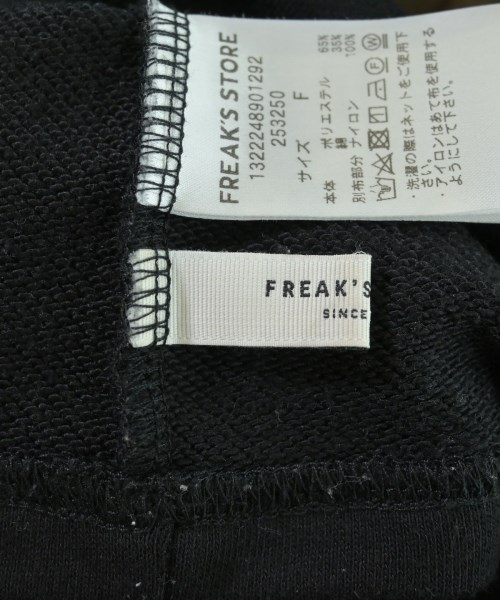 FREAK'S STORE
1322248901292
253250
サイズ F
本体 ポリエステル 65%
綿 35%
別布部分 ナイロン 100%
・洗濯の際はネットをご使用下
さい。
・アイロンはあて布を使用する
ようにして下さい。
FREAK'S
SINCE